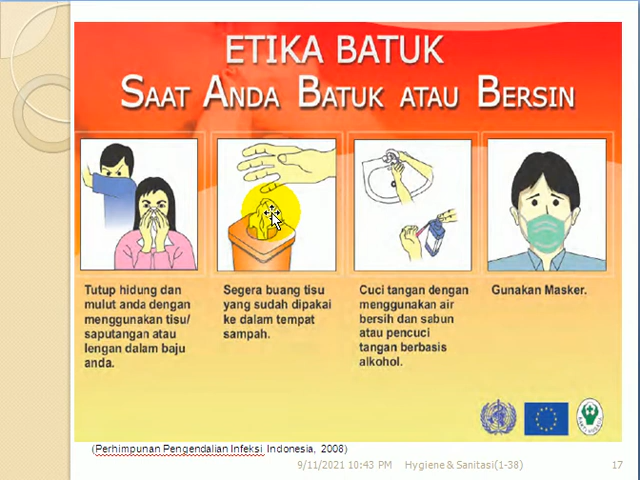 ETIKA BATUK
SAAT ANDA BATUK ATAU BERSIN
Tutup hidung dan
mulut anda dengan
menggunakan tisu/
saputangan atau
lengan dalam baju
anda.
Segera buang tisu
yang sudah dipakai
ke dalam tempat
sampah.
Cuci tangan dengan
menggunakan air
bersih dan sabun
atau pencuci
tangan berbasis
alkohol.
Gunakan Masker.
(Perhimpunan Pengendalian Infeksi Indonesia, 2008)
9/11/2021 10:43 PM Hygiene & Sanitasi(1-38) 17